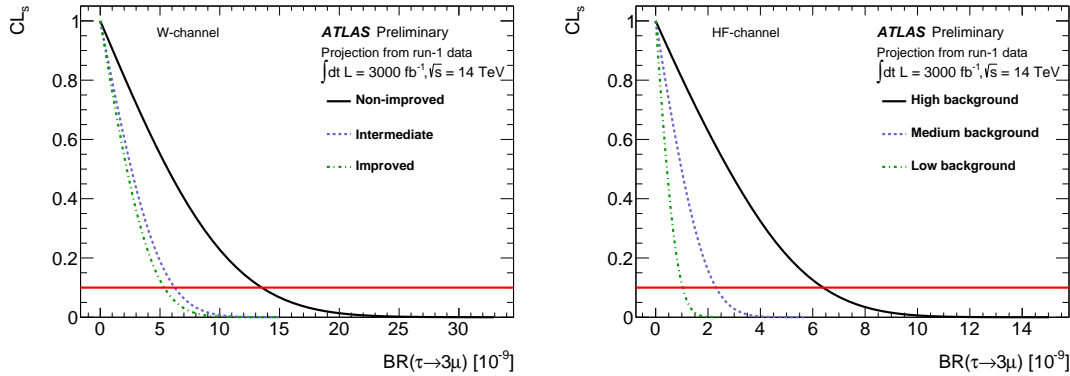 CLs
W-channel
ATLAS Preliminary
Projection from run-1 data
∫dt L = 3000 fb-1,√s = 14 TeV
Non-improved
Intermediate
Improved
1
0.8
0.6
0.4
0.2
0
0 5 10 15 20 25 30
BR(τ→3μ) [10-9]
CLs
HF-channel
ATLAS Preliminary
Projection from run-1 data
∫dt L = 3000 fb-1,√s = 14 TeV
High background
Medium background
Low background
1
0.8
0.6
0.4
0.2
0
0 2 4 6 8 10 12 14
BR(τ→3μ) [10-9]